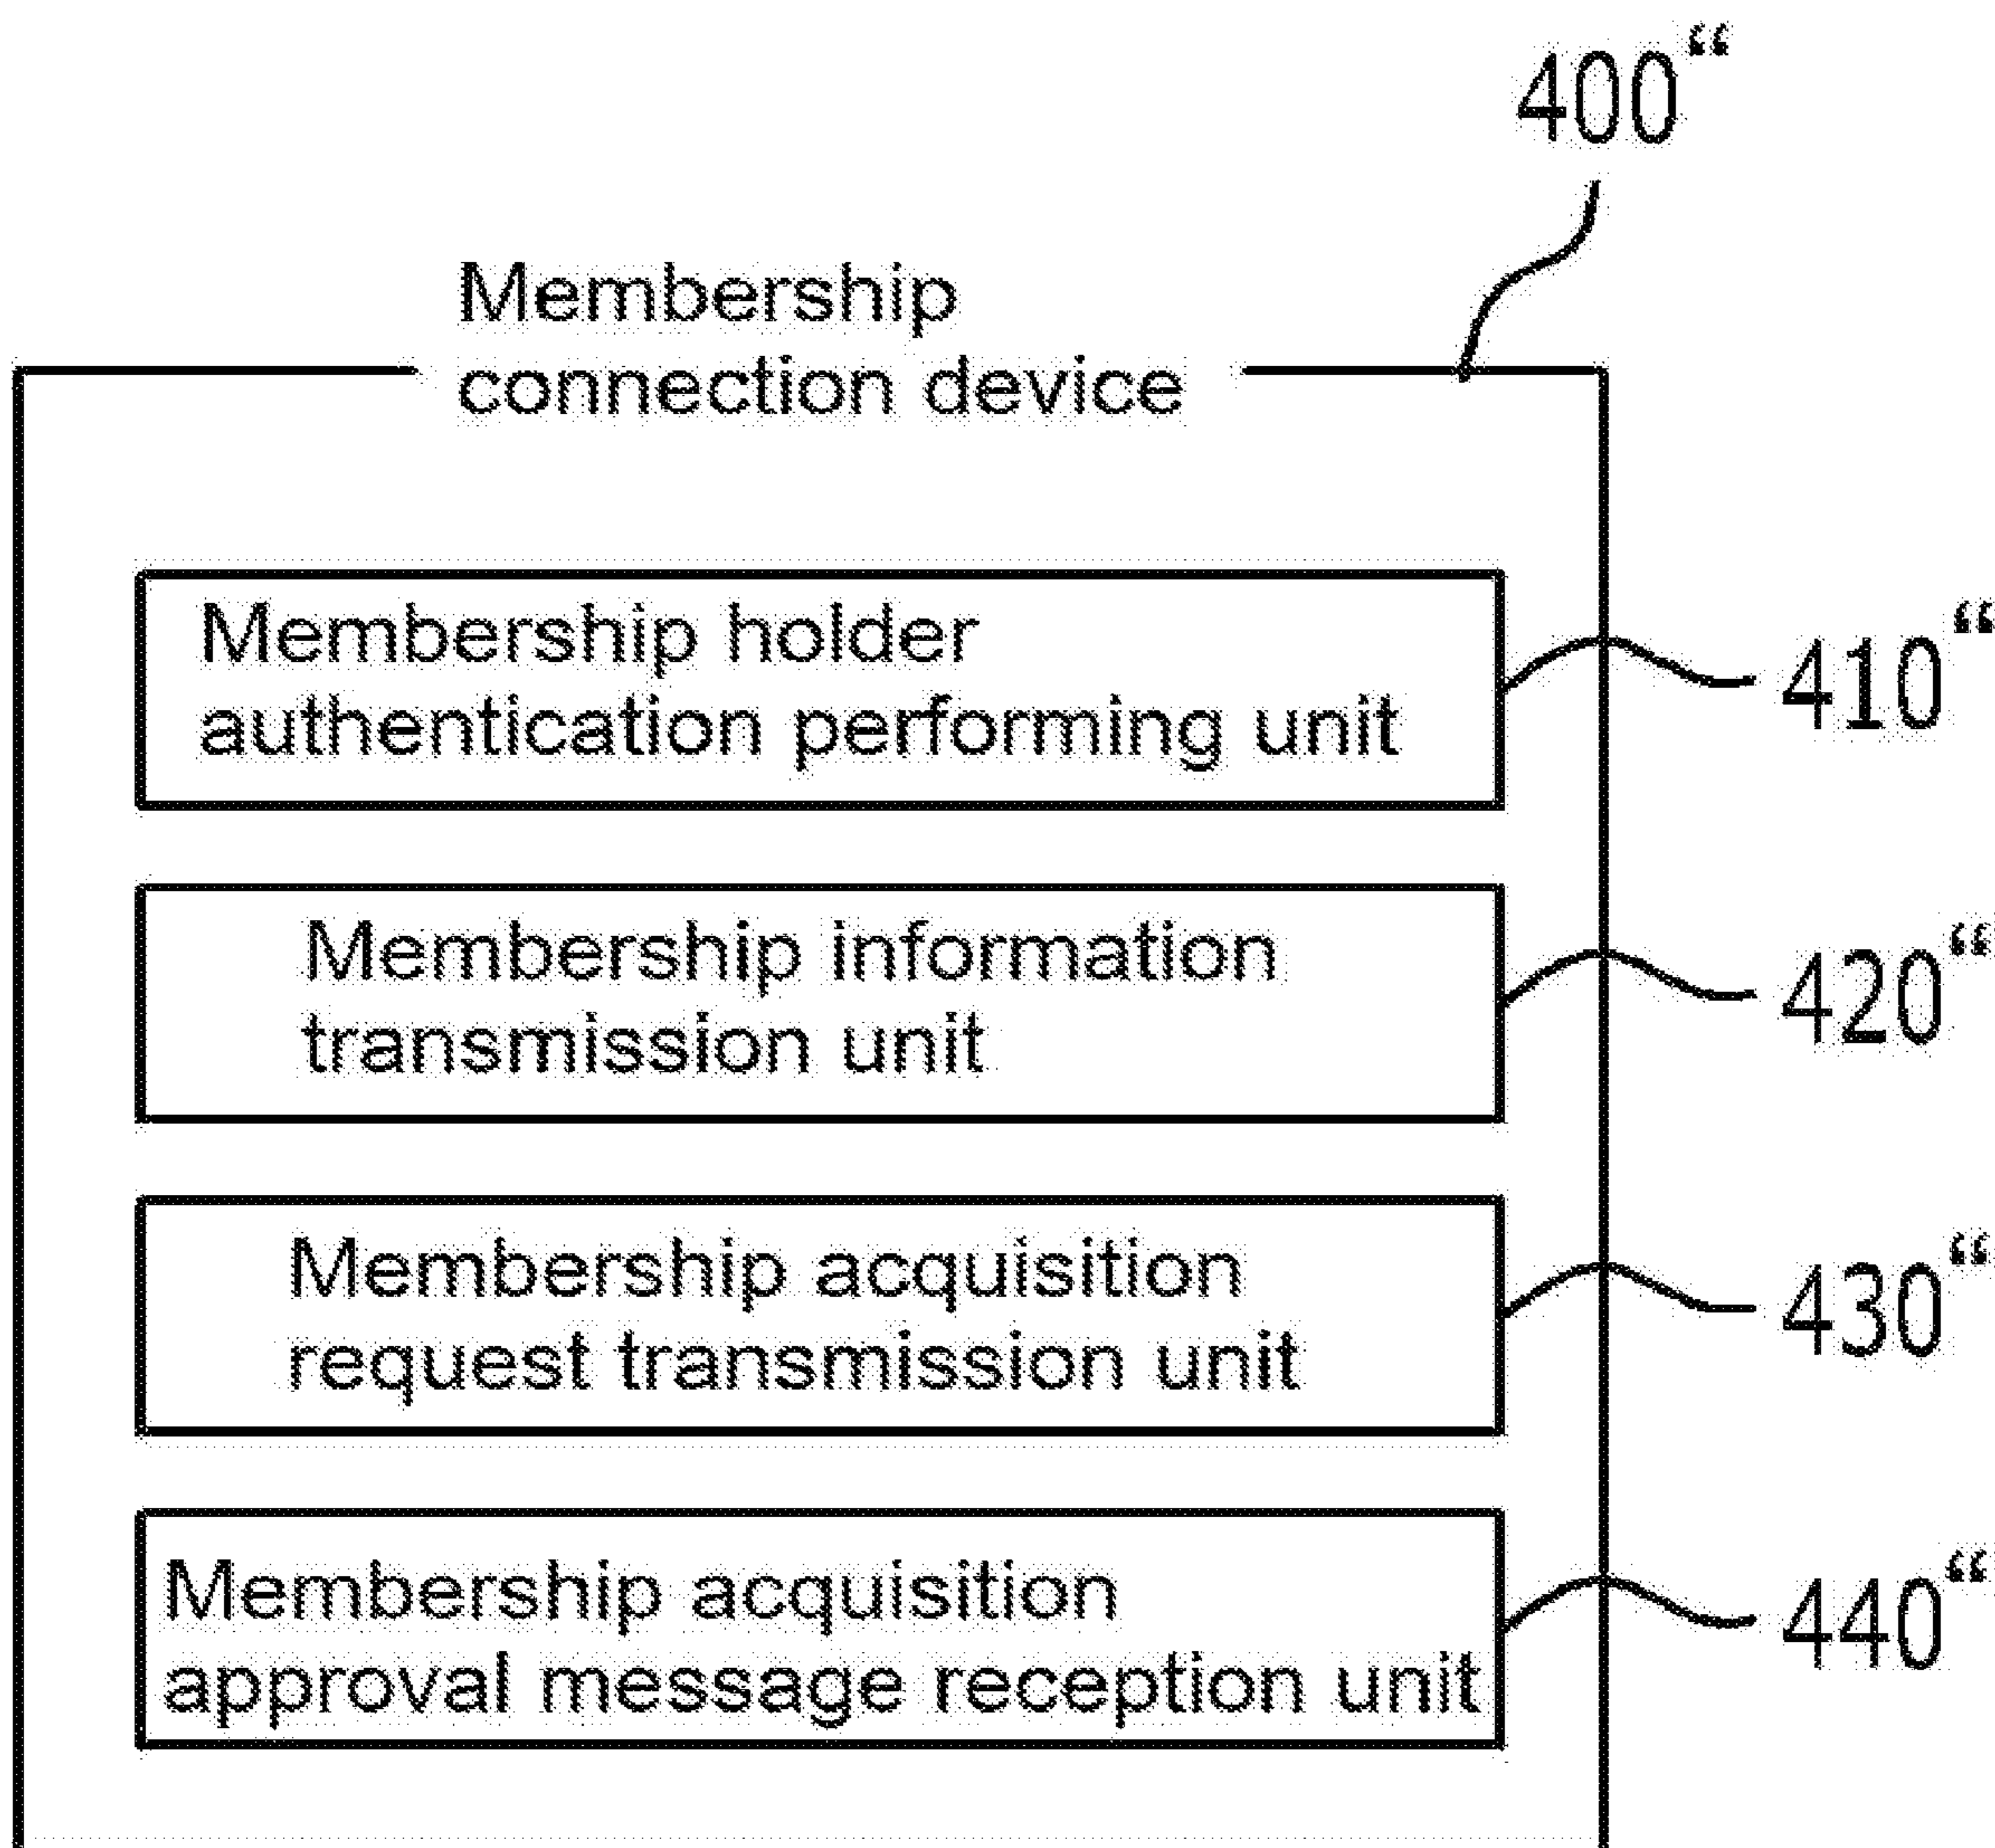 400“
Membership
connection device
Membership holder
authentication performing unit
410“
Membership information
transmission unit
420“
Membership acquisition
request transmission unit
430“
Membership acquisition
approval message reception unit
440“